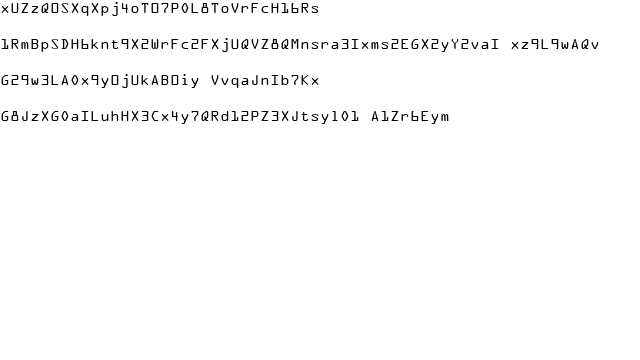 xUZzQOSXqXpj4oTO7P0L8ToVrFcH16Rs
1RmBpSDH6knt9X2WrFc2FXjUQVZ8QMnsra3Ixms2EGX2yY2vaI xz9L9wAQv
G29w3LA0x9yOjUkABOiy VvqaJnIb7Kx
G8JzXG0aILuhHX3Cx4y7QRd12PZ3XJtsyl01 A1Zr6Eym